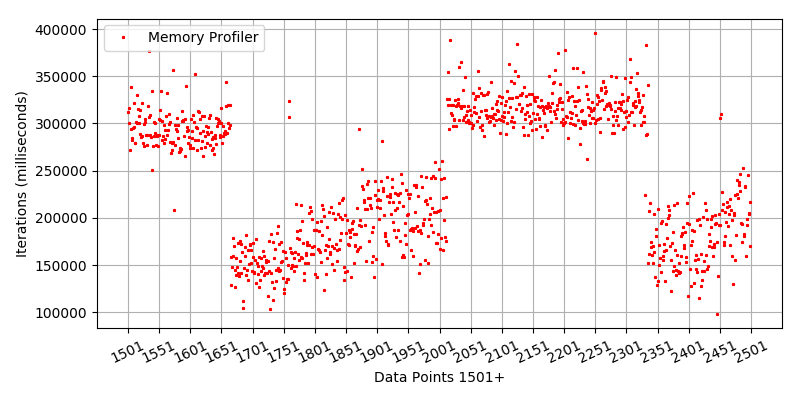 Memory Profiler
Iterations (milliseconds)
400000
350000
300000
250000
200000
150000
100000
1501 1551 1601 1651 1701 1751 1801 1851 1901 1951 2001 2051 2101 2151 2201 2251 2301 2351 2401 2451 2501
Data Points 1501+